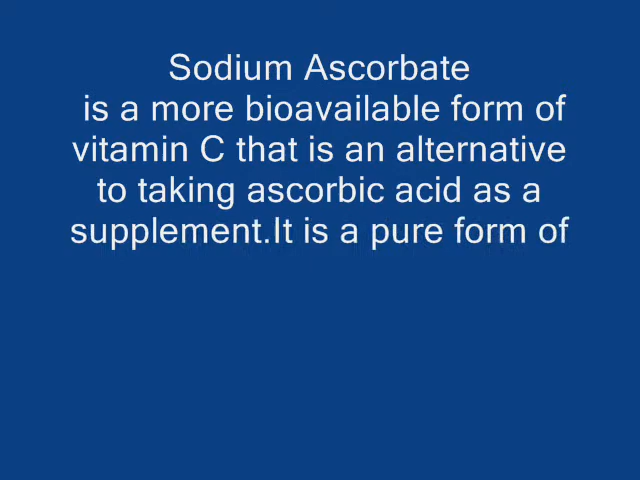 Sodium Ascorbate
is a more bioavailable form of
vitamin C that is an alternative
to taking ascorbic acid as a
supplement.It is a pure form of